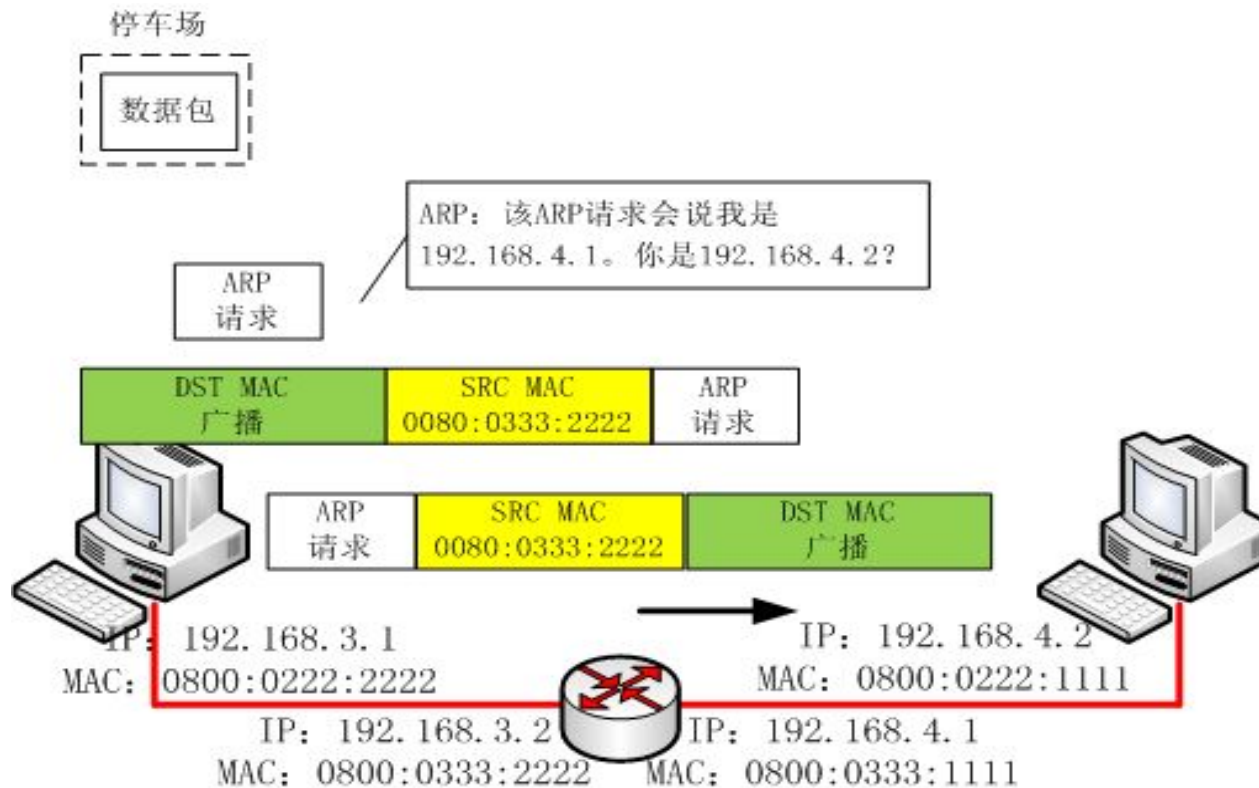 停车场
数据包
ARP：该ARP请求会说我是
192.168.4.1。你是192.168.4.2?
ARP
请求
DST MAC
广播
SRC MAC
0080:0333:2222
ARP
请求
ARP
请求
SRC MAC
0080:0333:2222
DST MAC
广播
IP：192.168.3.1
MAC：0800:0222:2222
IP：192.168.4.2
MAC：0800:0222:1111
IP：192.168.3.2
MAC：0800:0333:2222
IP：192.168.4.1
MAC：0800:0333:1111